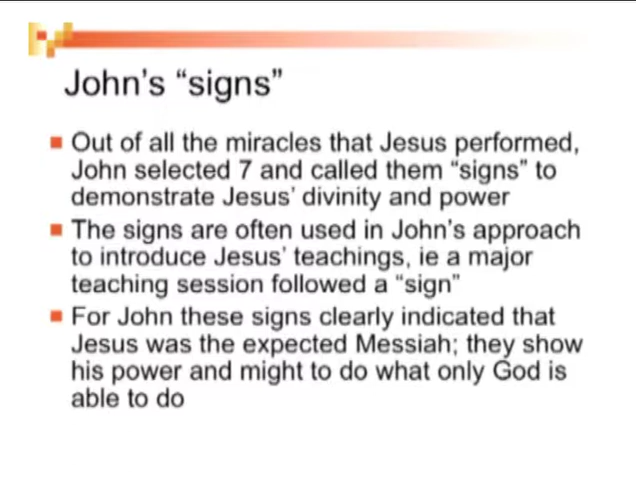 John's “signs”
Out of all the miracles that Jesus performed,
John selected 7 and called them “signs” to
demonstrate Jesus' divinity and power
The signs are often used in John's approach
to introduce Jesus' teachings, ie a major
teaching session followed a “sign”
For John these signs clearly indicated that
Jesus was the expected Messiah; they show
his power and might to do what only God is
able to do